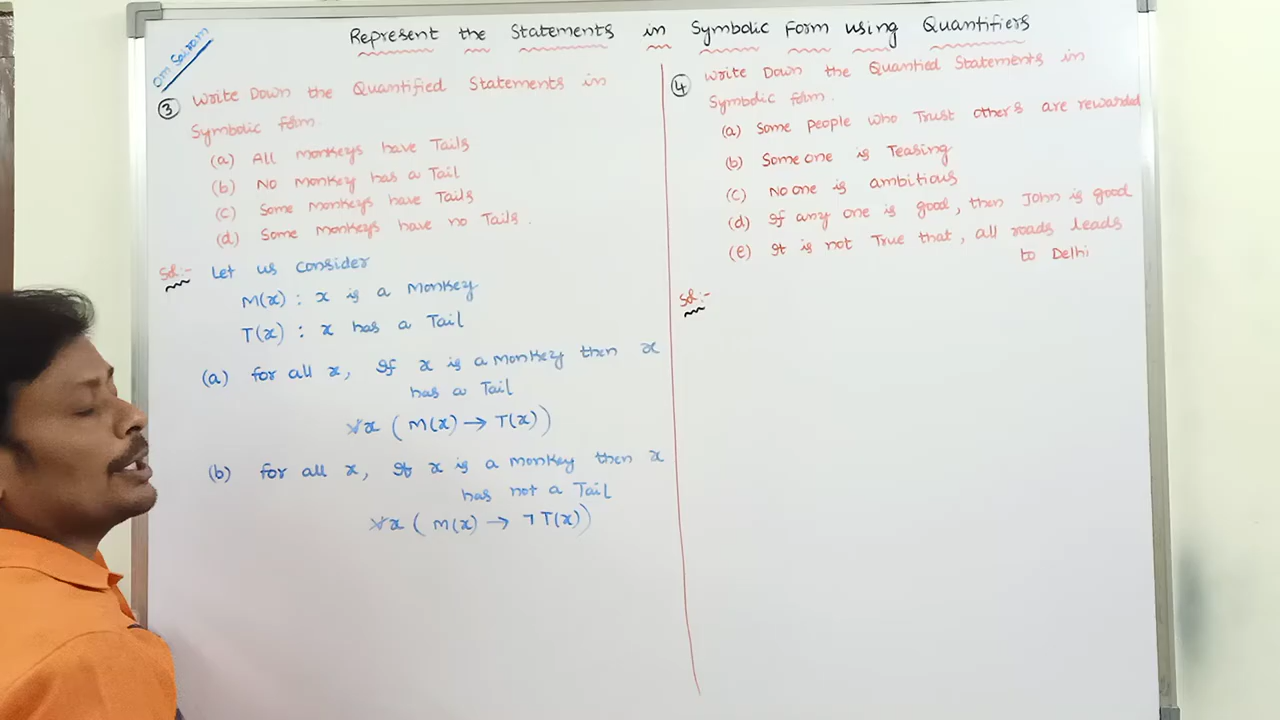 Represent the Statements in Symbolic Form using Quantifiers
Om Sairam
③ Write Down the Quantified Statements in
Symbolic form.
(a) All monkeys have Tails
(b) No monkey has a Tail
(c) Some monkeys have Tails
(d) Some monkeys have no Tails.
Sol:- Let us consider
M(x) : x is a monkey
T(x) : x has a Tail
(a) for all x, If x is a monkey then x
has a Tail
∀x ( M(x) → T(x))
(b) for all x, If x is a monkey then x
has not a Tail
∀x ( M(x) → ¬T(x))
④ Write Down the Quantied Statements in
Symbolic form.
(a) Some people who Trust others are rewarded
(b) Some one is Teasing
(c) No one is ambitious
(d) If any one is good, then John is good
(e) It is not True that, all roads leads
to Delhi
Sol:-